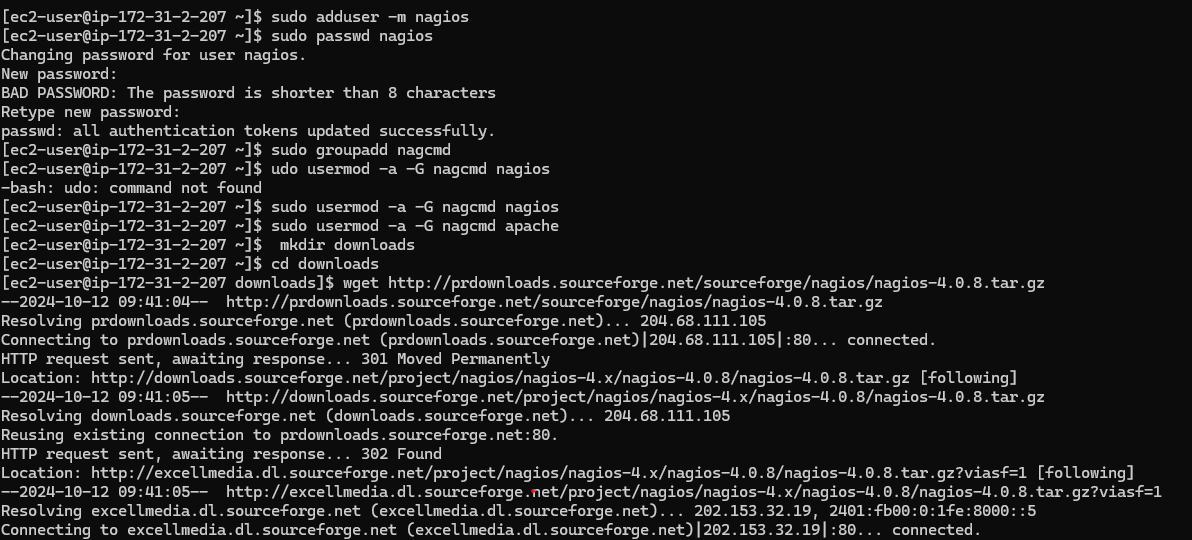 [ec2-user@ip-172-31-2-207 ~]$ sudo adduser -m nagios
[ec2-user@ip-172-31-2-207 ~]$ sudo passwd nagios
Changing password for user nagios.
New password:
BAD PASSWORD: The password is shorter than 8 characters
Retype new password:
passwd: all authentication tokens updated successfully.
[ec2-user@ip-172-31-2-207 ~]$ sudo groupadd nagcmd
[ec2-user@ip-172-31-2-207 ~]$ udo usermod -a -G nagcmd nagios
-bash: udo: command not found
[ec2-user@ip-172-31-2-207 ~]$ sudo usermod -a -G nagcmd nagios
[ec2-user@ip-172-31-2-207 ~]$ sudo usermod -a -G nagcmd apache
[ec2-user@ip-172-31-2-207 ~]$  mkdir downloads
[ec2-user@ip-172-31-2-207 ~]$ cd downloads
[ec2-user@ip-172-31-2-207 downloads]$ wget http://prdownloads.sourceforge.net/sourceforge/nagios/nagios-4.0.8.tar.gz
--2024-10-12 09:41:04--  http://prdownloads.sourceforge.net/sourceforge/nagios/nagios-4.0.8.tar.gz
Resolving prdownloads.sourceforge.net (prdownloads.sourceforge.net)... 204.68.111.105
Connecting to prdownloads.sourceforge.net (prdownloads.sourceforge.net)|204.68.111.105|:80... connected.
HTTP request sent, awaiting response... 301 Moved Permanently
Location: http://downloads.sourceforge.net/project/nagios/nagios-4.x/nagios-4.0.8/nagios-4.0.8.tar.gz [following]
--2024-10-12 09:41:05--  http://downloads.sourceforge.net/project/nagios/nagios-4.x/nagios-4.0.8/nagios-4.0.8.tar.gz
Resolving downloads.sourceforge.net (downloads.sourceforge.net)... 204.68.111.105
Reusing existing connection to prdownloads.sourceforge.net:80.
HTTP request sent, awaiting response... 302 Found
Location: http://excellmedia.dl.sourceforge.net/project/nagios/nagios-4.x/nagios-4.0.8/nagios-4.0.8.tar.gz?viasf=1 [following]
--2024-10-12 09:41:05--  http://excellmedia.dl.sourceforge.net/project/nagios/nagios-4.x/nagios-4.0.8/nagios-4.0.8.tar.gz?viasf=1
Resolving excellmedia.dl.sourceforge.net (excellmedia.dl.sourceforge.net)... 202.153.32.19, 2401:fb00:0:1fe:8000::5
Connecting to excellmedia.dl.sourceforge.net (excellmedia.dl.sourceforge.net)|202.153.32.19|:80... connected.